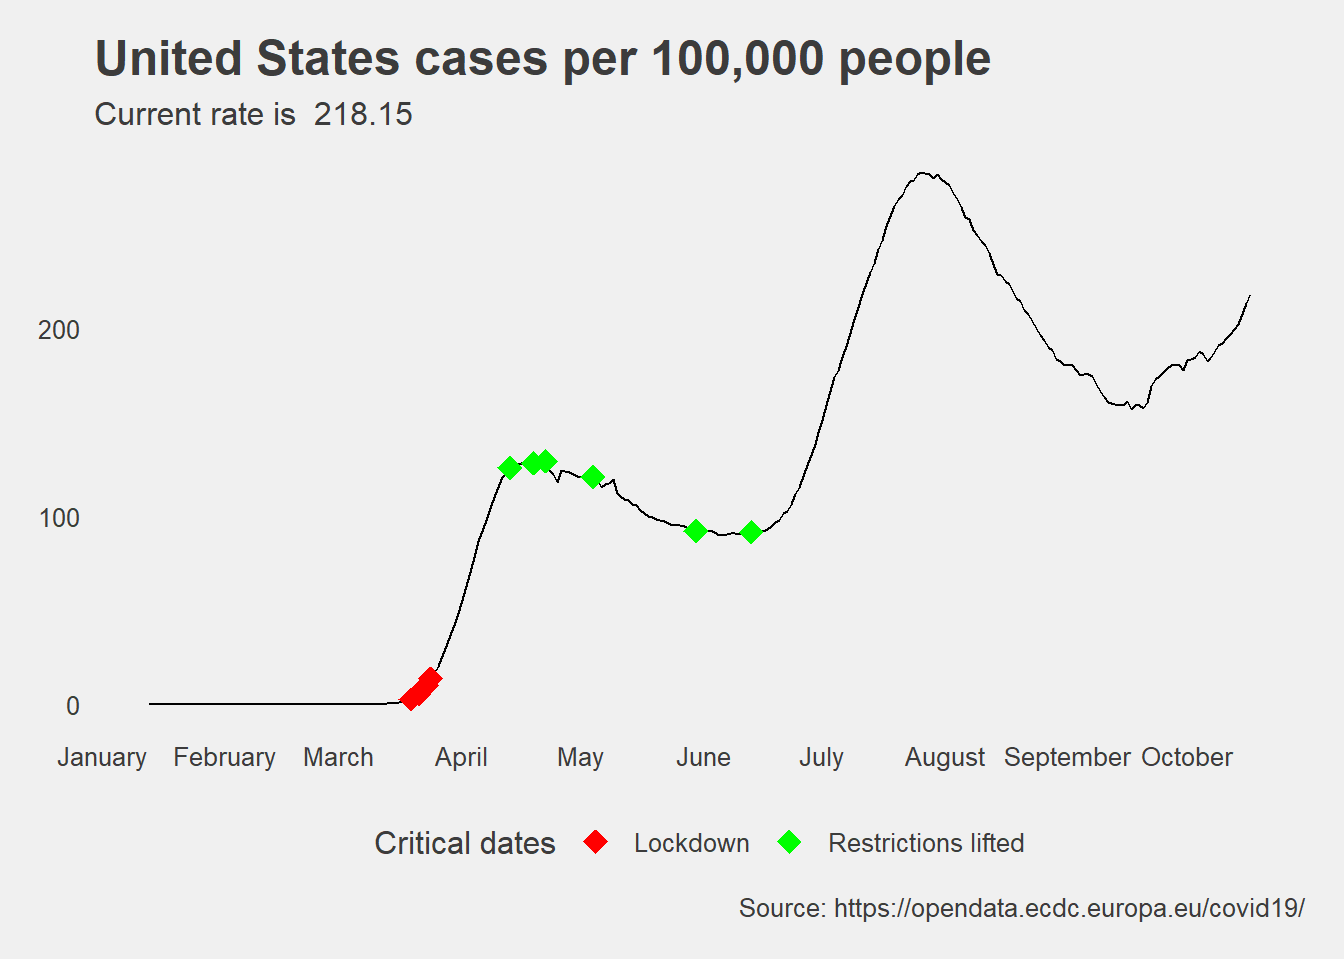 United States cases per 100,000 people
Current rate is  218.15
200
100
0
January February March April May June July August September October
Critical dates Lockdown Restrictions lifted
Source: https://opendata.ecdc.europa.eu/covid19/